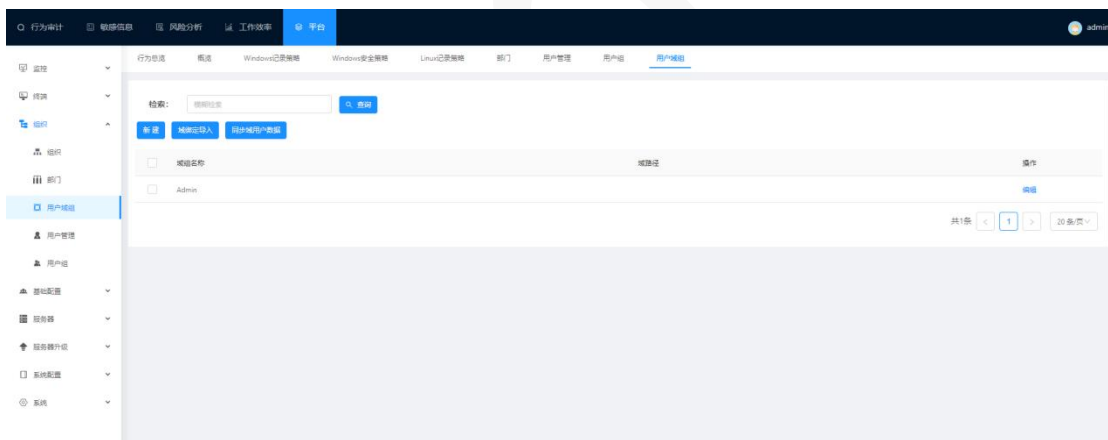 行为审计 敏感信息 风险分析 工作效率 平台 admin
行为总览 概览 Windows记录策略 Windows安全策略 Linux记录策略 部门 用户管理 用户组 用户域组
监控
终端
组织
组织
部门
用户域组
用户管理
用户组
基础配置
服务器
服务器升级
系统配置
系统
检索: 模糊检索 查询
新建 域绑定导入 同步域用户数据
域组名称 域路径 操作
Admin 编辑
共1条 < 1 > 20 条/页